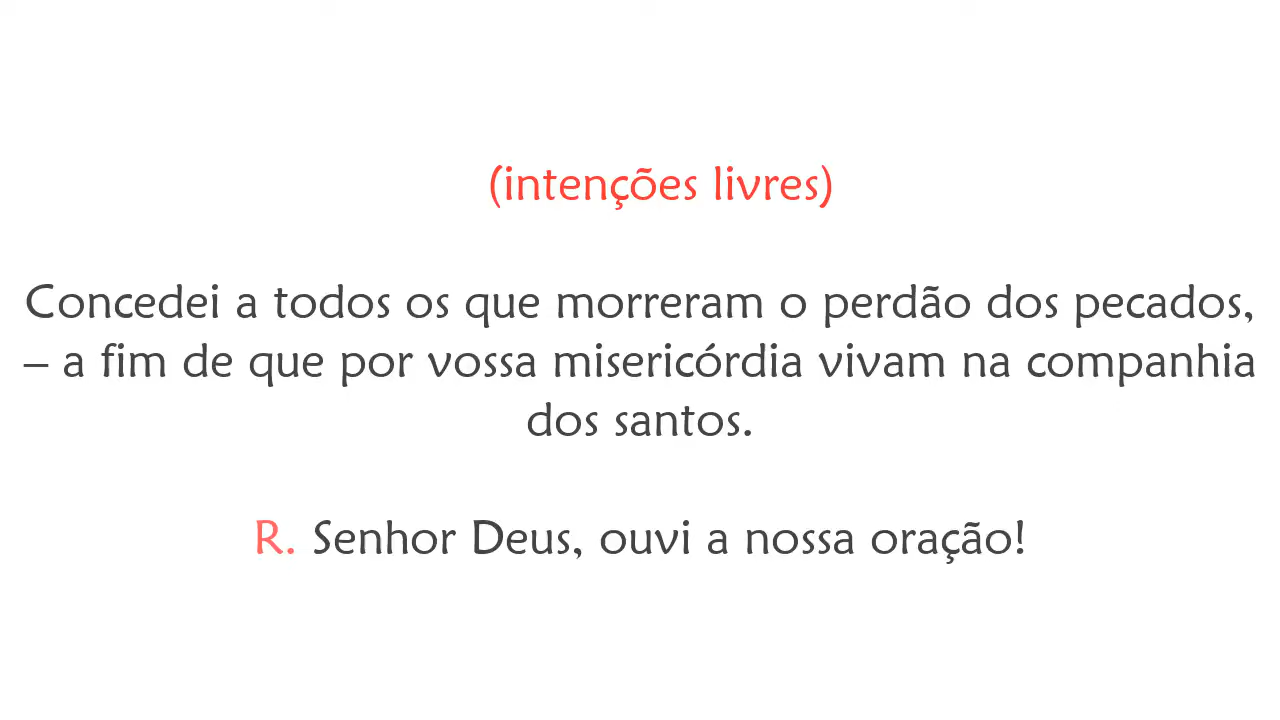 (intenções livres)
Concedei a todos os que morreram o perdão dos pecados,
– a fim de que por vossa misericórdia vivam na companhia
dos santos.
R. Senhor Deus, ouvi a nossa oração!